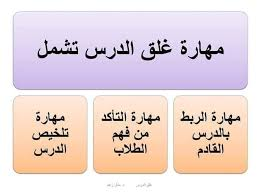 مهارة غلق الدرس تشمل
مهارة الربط
بالدرس
القادم
مهارة التأكد
من فهم
الطلاب
مهارة
تلخيص
الدرس